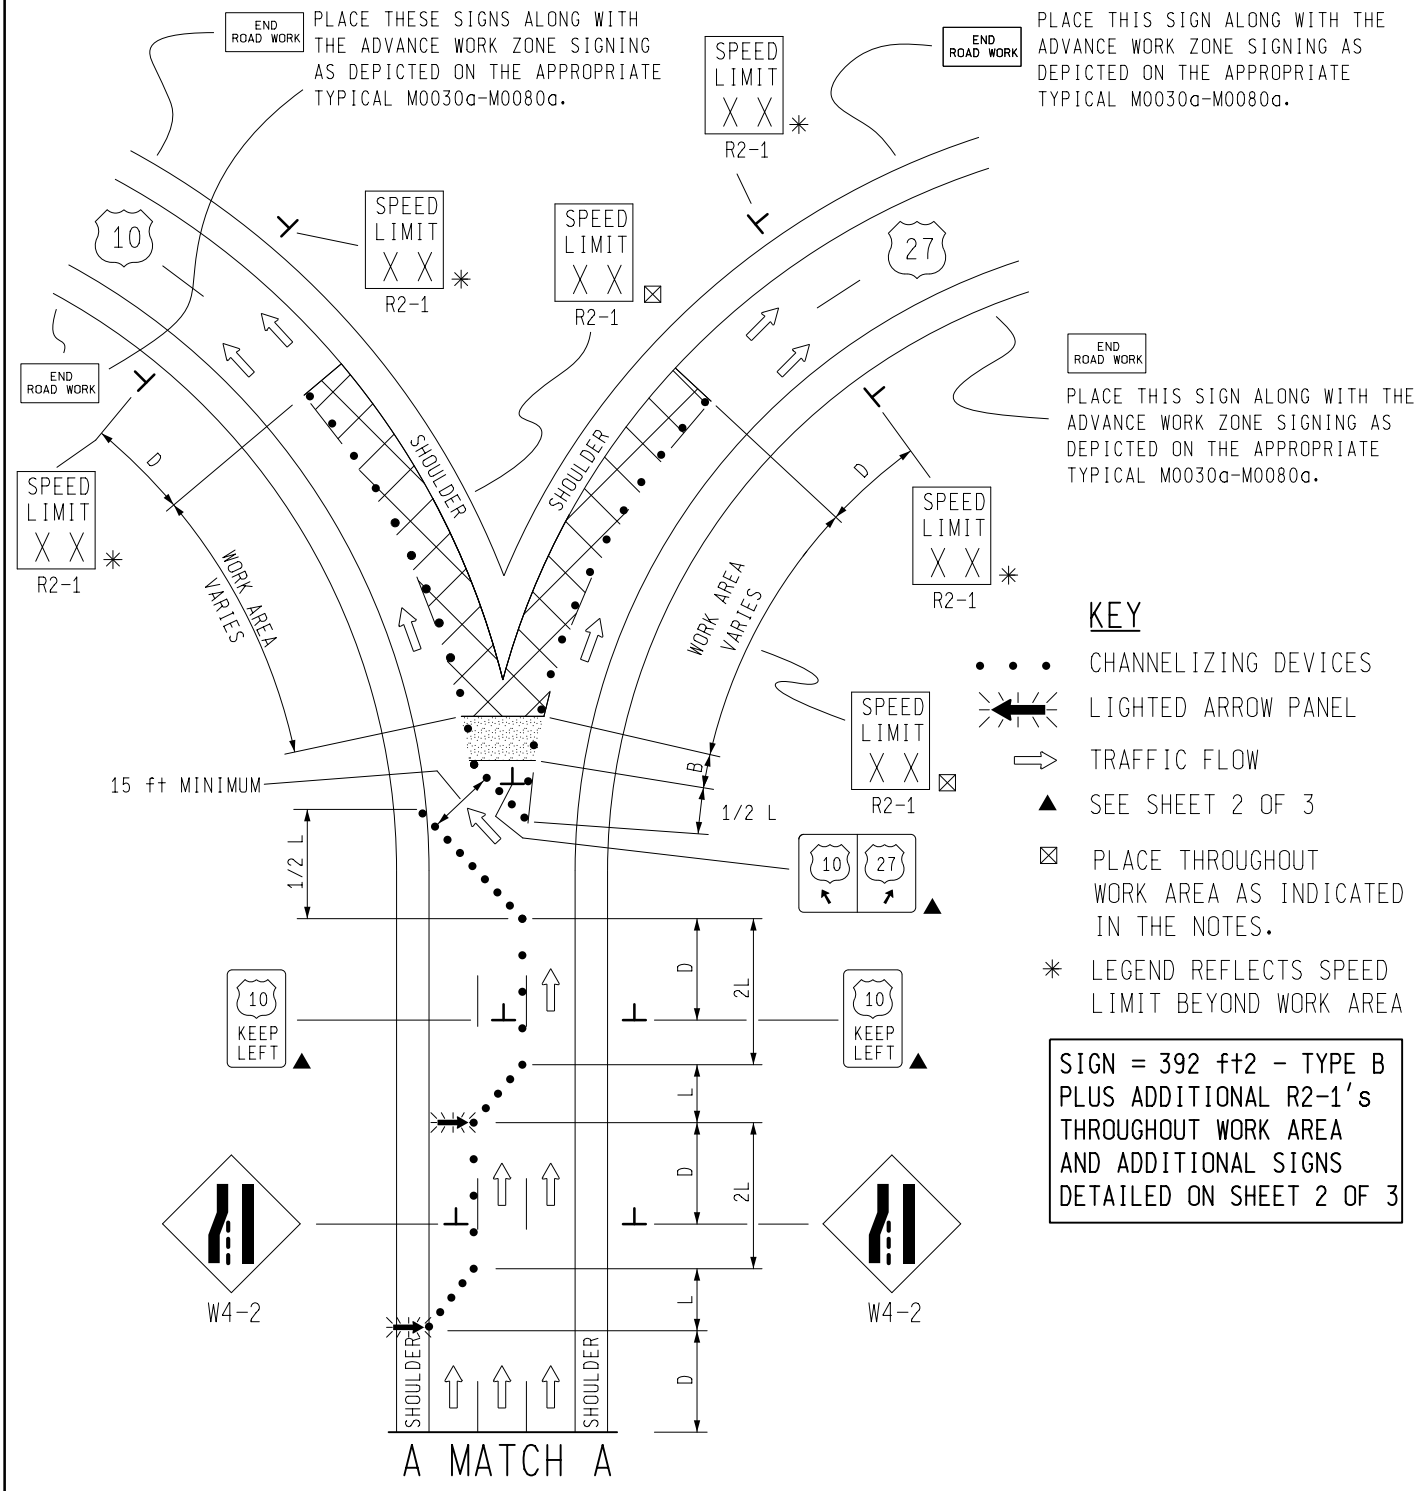 END
ROAD WORK
PLACE THESE SIGNS ALONG WITH
THE ADVANCE WORK ZONE SIGNING
AS DEPICTED ON THE APPROPRIATE
TYPICAL M0030a-M0080a.
SPEED
LIMIT
X X
*
R2-1
END
ROAD WORK
PLACE THIS SIGN ALONG WITH THE
ADVANCE WORK ZONE SIGNING AS
DEPICTED ON THE APPROPRIATE
TYPICAL M0030a-M0080a.
10
SPEED
LIMIT
X X
*
R2-1
SPEED
LIMIT
X X
R2-1
27
END
ROAD WORK
END
ROAD WORK
PLACE THIS SIGN ALONG WITH THE
ADVANCE WORK ZONE SIGNING AS
DEPICTED ON THE APPROPRIATE
TYPICAL M0030a-M0080a.
D
SPEED
LIMIT
X X
*
R2-1
SHOULDER
SHOULDER
D
SPEED
LIMIT
X X
*
R2-1
WORK AREA
VARIES
WORK AREA
VARIES
SPEED
LIMIT
X X
R2-1
B
15 ft MINIMUM
1/2 L
1/2 L
10
27
KEY
CHANNELIZING DEVICES
LIGHTED ARROW PANEL
TRAFFIC FLOW
▲ SEE SHEET 2 OF 3
PLACE THROUGHOUT
WORK AREA AS INDICATED
IN THE NOTES.
* LEGEND REFLECTS SPEED
LIMIT BEYOND WORK AREA
D
2L
10
KEEP
LEFT
10
KEEP
LEFT
SIGN = 392 ft2 - TYPE B
PLUS ADDITIONAL R2-1's
THROUGHOUT WORK AREA
AND ADDITIONAL SIGNS
DETAILED ON SHEET 2 OF 3
L
D
2L
W4-2
W4-2
L
D
SHOULDER
SHOULDER
A MATCH A